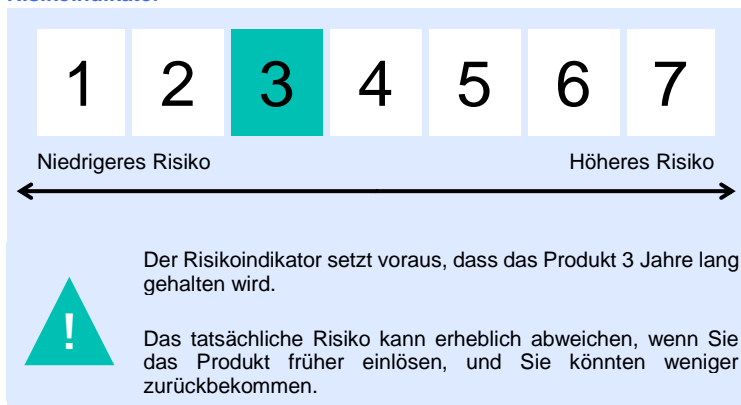 Risikoindikator
1 2 3 4 5 6 7
Niedrigeres Risiko Höheres Risiko
Der Risikoindikator setzt voraus, dass das Produkt 3 Jahre lang
gehalten wird.
!
Das tatsächliche Risiko kann erheblich abweichen, wenn Sie
das Produkt früher einlösen, und Sie könnten weniger
zurückbekommen.